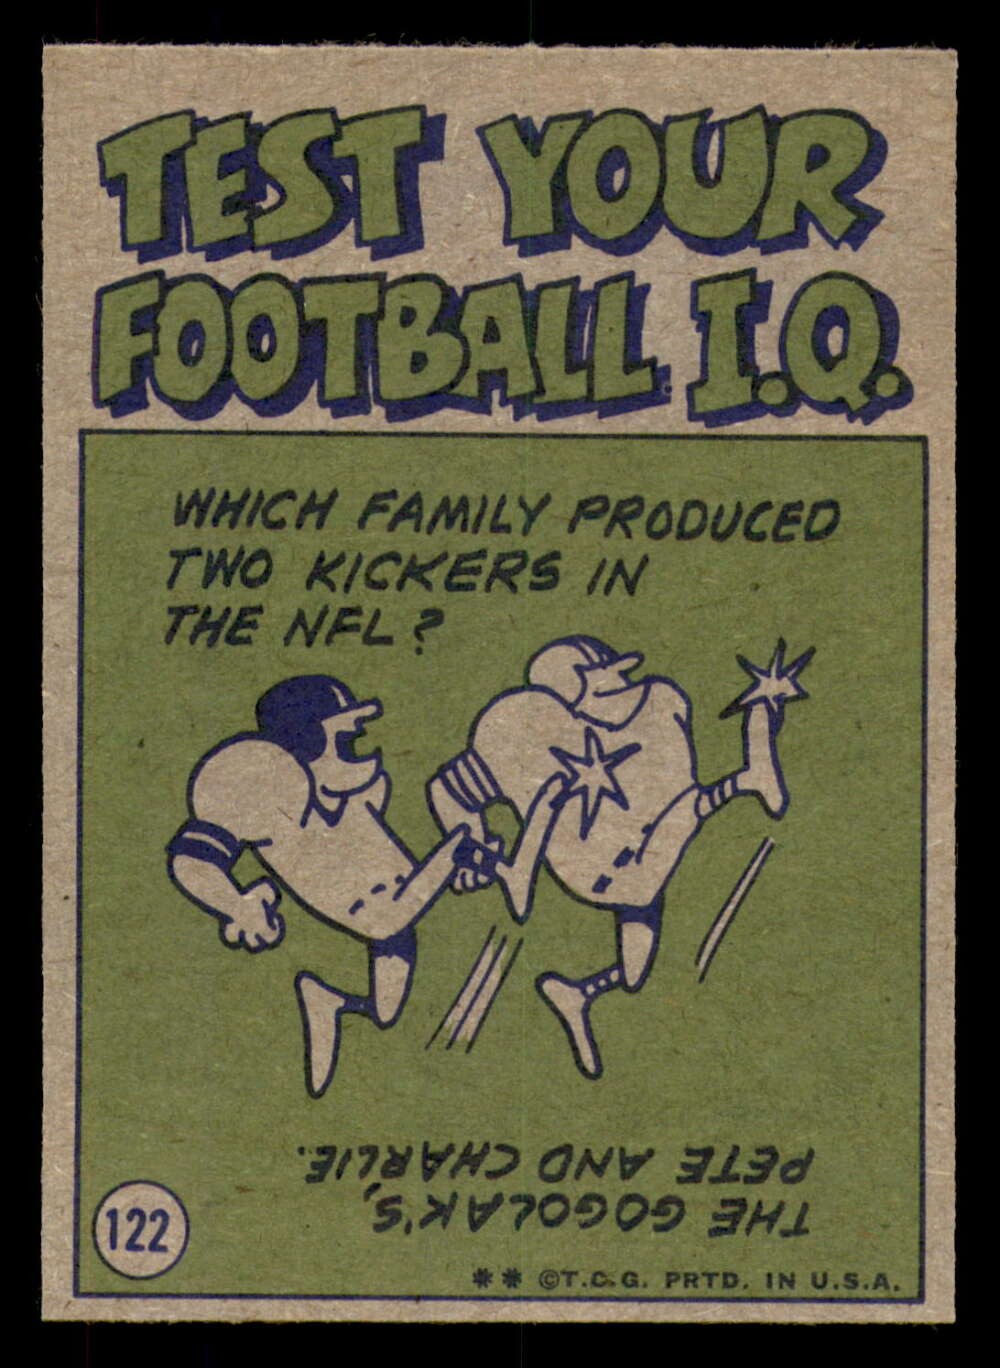 TEST YOUR
FOOTBALL I.Q.
WHICH FAMILY PRODUCED
TWO KICKERS IN
THE NFL?
THE GOGOLAK'S,
PETE AND CHARLIE.
122
** ©T.C.G. PRTD. IN U.S.A.